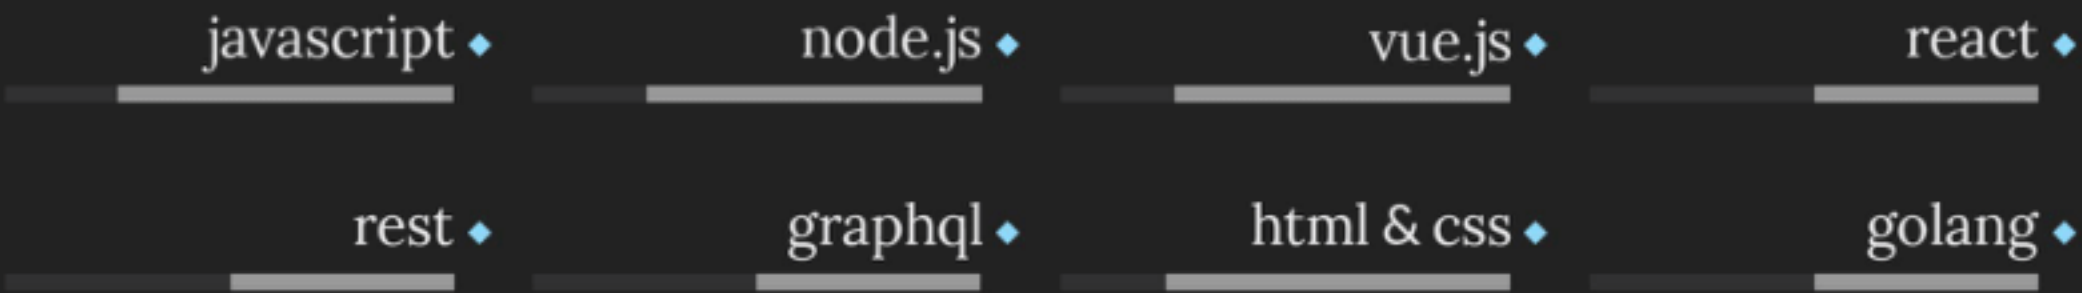 javascript
node.js
vue.js
react
rest
graphql
html & css
golang